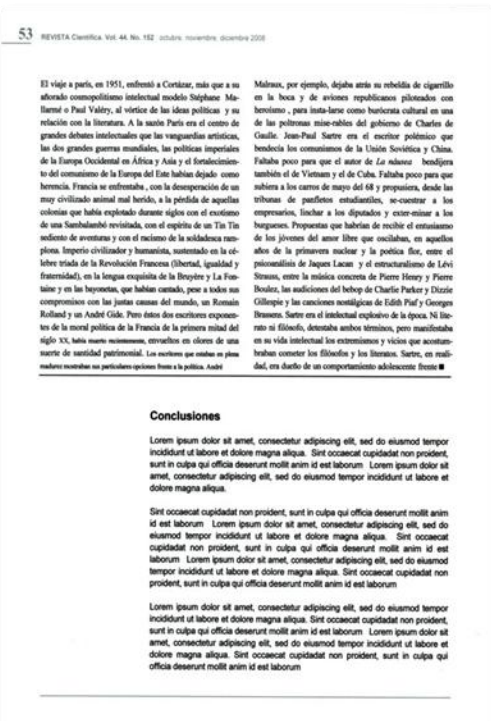 53 REVISTA Científica. Vol. 44. No. 152 octubre, noviembre, diciembre 2008
El viaje a parís, en 1951, enfrentó a Cortázar, más que a su
añorado cosmopolitismo intelectual modelo Stéphane Ma-
llarmé o Paul Valéry, al vórtice de las ideas políticas y su
relación con la literatura. A la sazón París era el centro de
grandes debates intelectuales que las vanguardias artísticas,
las dos grandes guerras mundiales, las políticas imperiales
de la Europa Occidental en África y Asia y el fortalecimien-
to del comunismo de la Europa del Este habían dejado como
herencia. Francia se enfrentaba, con la desesperación de un
muy civilizado animal mal herido, a la pérdida de aquellas
colonias que había explotado durante siglos con el exotismo
de una Sambalambó revisitada, con el espíritu de un Tin Tin
sediento de aventuras y con el racismo de la soldadesca ram-
plona. Imperio civilizador y humanista, sustentado en la cé-
lebre tríada de la Revolución Francesa (libertad, igualdad y
fraternidad), en la lengua exquisita de la Bruyère y La Fon-
taine y en las bayonetas, que habían cantado, pese a todos sus
compromisos con las justas causas del mundo, un Romain
Rolland y un André Gide. Pero éstos dos escritores exponen-
tes de la moral política de la Francia de la primera mitad del
siglo XX, había muerto recientemente, envueltos en olores de una
suerte de santidad patrimonial. Los escritores que estaban en plena
madurez mostraban sus particulares opciones frente a la política. André
Malraux, por ejemplo, dejaba atrás su rebeldía de cigarrillo
en la boca y de aviones republicanos piloteados con
heroísmo , para insta-larse como burócrata cultural en una
de las poltronas mise-rables del gobierno de Charles de
Gaulle. Jean-Paul Sartre era el escritor polémico que
bendecía los comunismos de la Unión Soviética y China.
Faltaba poco para que el autor de La náusea bendijera
también el de Vietnam y el de Cuba. Faltaba poco para que
subiera a los carros de mayo del 68 y propusiera, desde las
tribunas de panfletos estudiantiles, se-cuestrar a los
empresarios, linchar a los diputados y exter-minar a los
burgueses. Propuestas que habrían de recibir el entusiasmo
de los jóvenes del amor libre que oscilaban, en aquellos
años de la primavera nuclear y la poética flor, entre el
psicoanálisis de Jaques Lacan y el estructuralismo de Lévi
Strauss, entre la música concreta de Pierre Henry y Pierre
Boulez, las audiciones del bebop de Charlie Parker y Dizzie
Gillespie y las canciones nostálgicas de Edith Piaf y Georges
Brassens. Sartre era el intelectual explosivo de la época. Ni lite-
rato ni filósofo, detestaba ambos términos, pero manifestaba
en su vida intelectual los extremismos y vicios que acostum-
braban cometer los filósofos y los literatos. Sartre, en reali-
dad, era dueño de un comportamiento adolescente frente ■
Conclusiones
Lorem ipsum dolor sit amet, consectetur adipiscing elit, sed do eiusmod tempor
incididunt ut labore et dolore magna aliqua. Sint occaecat cupidadat non proident,
sunt in culpa qui officia deserunt mollit anim id est laborum Lorem ipsum dolor sit
amet, consectetur adipiscing elit, sed do eiusmod tempor incididunt ut labore et
dolore magna aliqua.
Sint occaecat cupidadat non proident, sunt in culpa qui officia deserunt mollit anim
id est laborum Lorem ipsum dolor sit amet, consectetur adipiscing elit, sed do
eiusmod tempor incididunt ut labore et dolore magna aliqua. Sint occaecat
cupidadat non proident, sunt in culpa qui officia deserunt mollit anim id est
laborum Lorem ipsum dolor sit amet, consectetur adipiscing elit, sed do eiusmod
tempor incididunt ut labore et dolore magna aliqua. Sint occaecat cupidadat non
proident, sunt in culpa qui officia deserunt mollit anim id est laborum
Lorem ipsum dolor sit amet, consectetur adipiscing elit, sed do eiusmod tempor
incididunt ut labore et dolore magna aliqua. Sint occaecat cupidadat non proident,
sunt in culpa qui officia deserunt mollit anim id est laborum Lorem ipsum dolor sit
amet, consectetur adipiscing elit, sed do eiusmod tempor incididunt ut labore et
dolore magna aliqua. Sint occaecat cupidadat non proident, sunt in culpa qui
officia deserunt mollit anim id est laborum